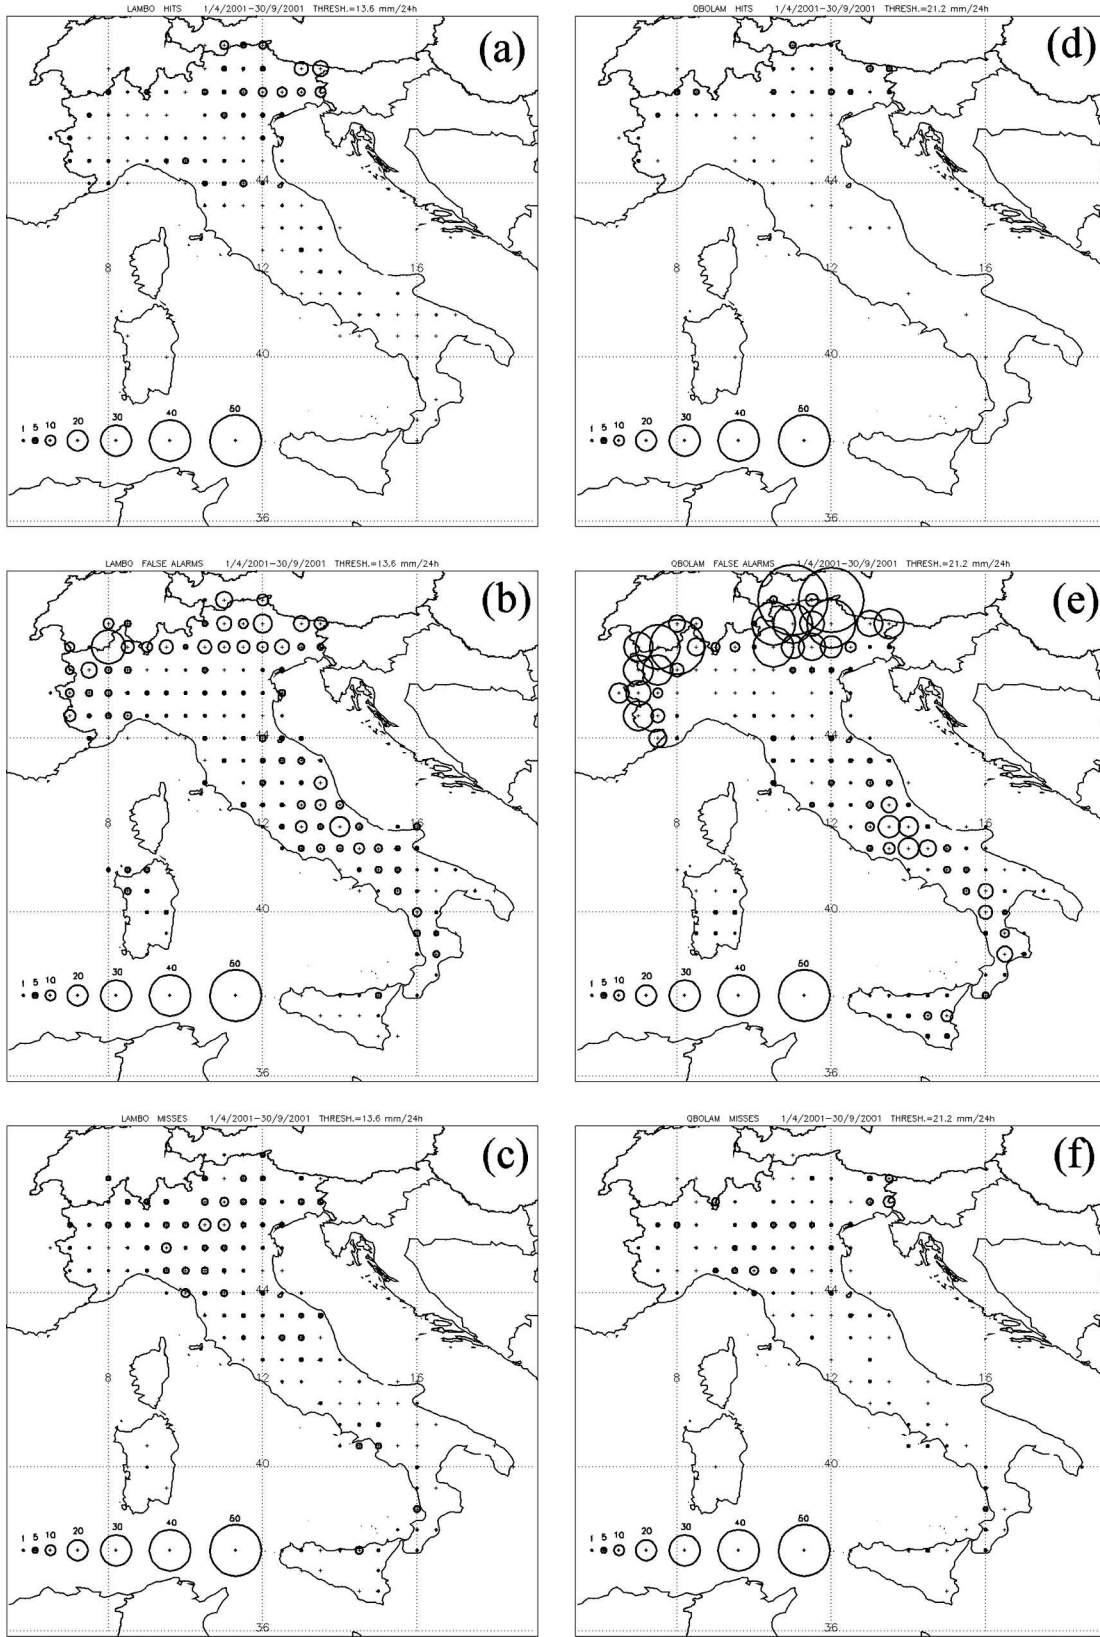 LAMBO HITS 1/4/2001-30/9/2001 THRESH.=13.6 mm/24h
(a)
44
8 12 16
40
1 5 10 20 30 40 50
36
QBOLAM HITS 1/4/2001-30/9/2001 THRESH.=21.2 mm/24h
(d)
44
8 12 16
40
1 5 10 20 30 40 50
36
LAMBO FALSE ALARMS 1/4/2001-30/9/2001 THRESH.=13.6 mm/24h
(b)
44
8 12 16
40
1 5 10 20 30 40 50
36
QBOLAM FALSE ALARMS 1/4/2001-30/9/2001 THRESH.=21.2 mm/24h
(e)
44
8 12 16
40
1 5 10 20 30 40 50
36
LAMBO MISSES 1/4/2001-30/9/2001 THRESH.=13.6 mm/24h
(c)
44
8 12 16
40
1 5 10 20 30 40 50
36
QBOLAM MISSES 1/4/2001-30/9/2001 THRESH.=21.2 mm/24h
(f)
44
8 12 16
40
1 5 10 20 30 40 50
36